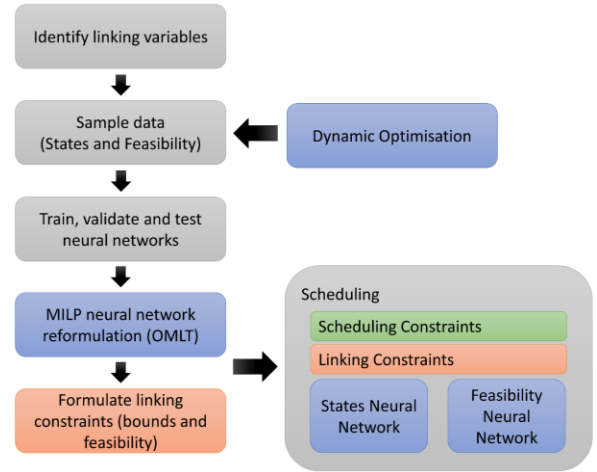 Identify linking variables
Sample data
(States and Feasibility)
Dynamic Optimisation
Train, validate and test
neural networks
MILP neural network
reformulation (OMLT)
Formulate linking
constraints (bounds and
feasibility)
Scheduling
Scheduling Constraints
Linking Constraints
States Neural
Network
Feasibility
Neural
Network